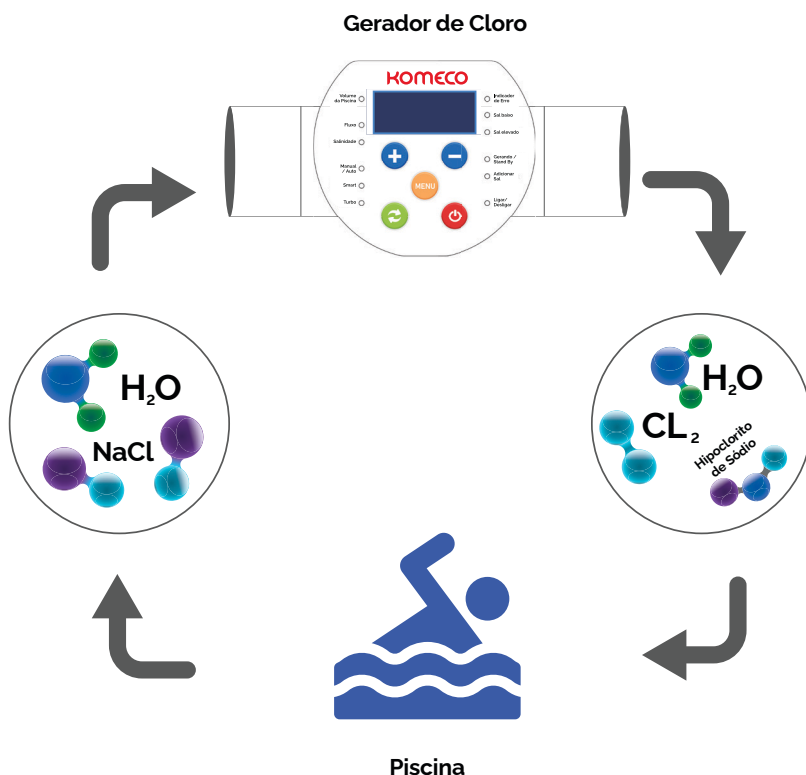 Gerador de Cloro
KOMECO
Volume
da Piscina
Fluxo
Salinidade
Manual
/ Auto
Smart
Turbo
MENU
Indicador
de Erro
Sal baixo
Sal elevado
Gerando /
Stand By
Adicionar
Sal
Ligar/
Desligar
H₂O
NaCl
H₂O
CL₂
Hipoclorito
de Sódio
Piscina